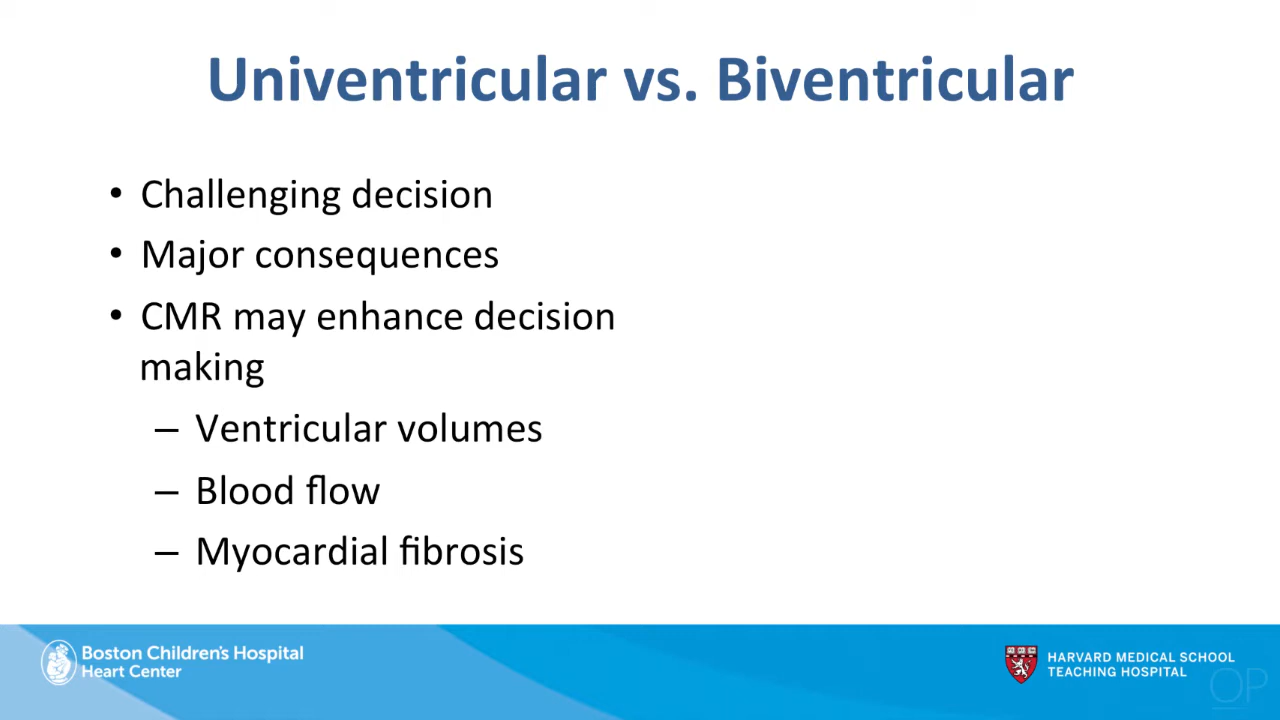 Univentricular vs. Biventricular
• Challenging decision
• Major consequences
• CMR may enhance decision
making
– Ventricular volumes
– Blood flow
– Myocardial fibrosis
Boston Children's Hospital
Heart Center
HARVARD MEDICAL SCHOOL
TEACHING HOSPITAL
OP